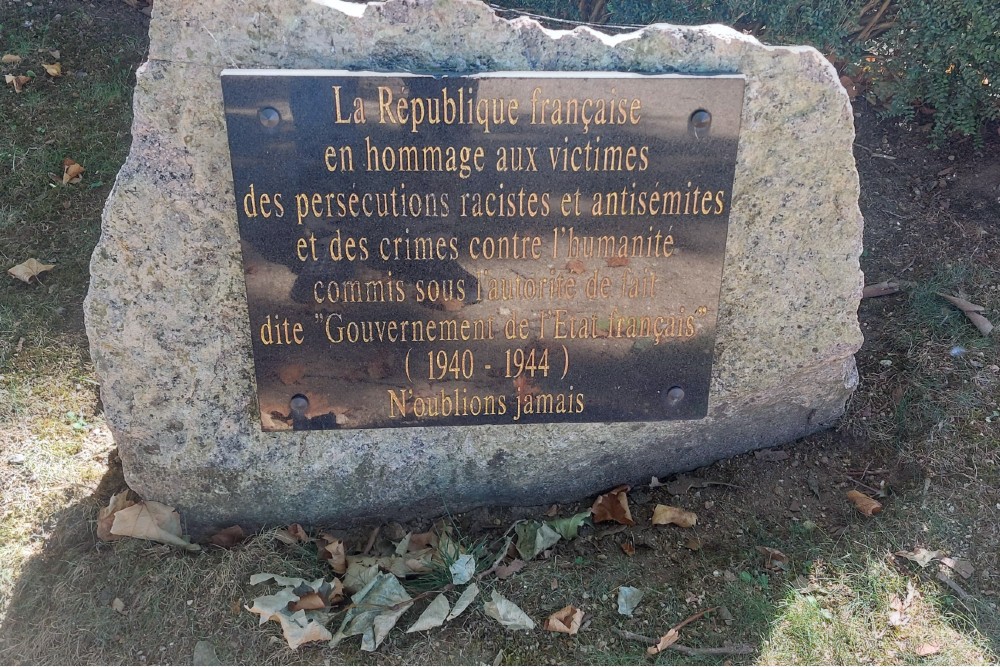 La République française
en hommage aux victimes
des persécutions racistes et antisémites
et des crimes contre l'humanité
commis sous l'autorité de fait
dite "Gouvernement de l'Etat français"
( 1940 - 1944 )
N'oublions jamais